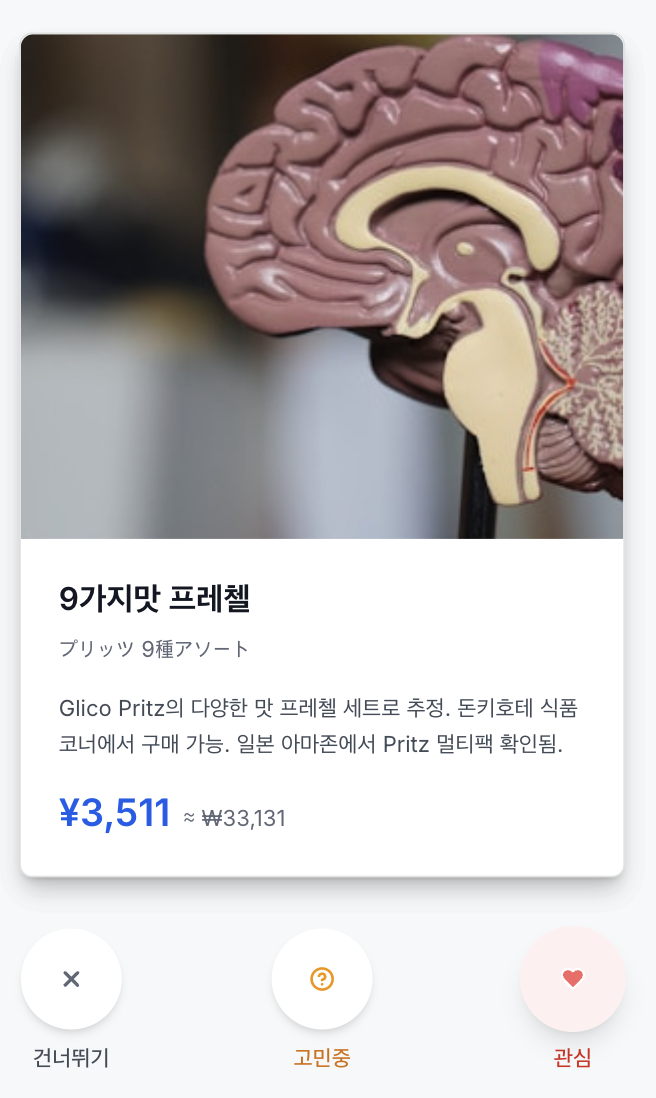 9가지맛 프레첼
プリッツ 9種アソート
Glico Pritz의 다양한 맛 프레첼 세트로 추정. 돈키호테 식품
코너에서 구매 가능. 일본 아마존에서 Pritz 멀티팩 확인됨.
¥3,511 ≈ ₩33,131
건너뛰기 고민중 관심